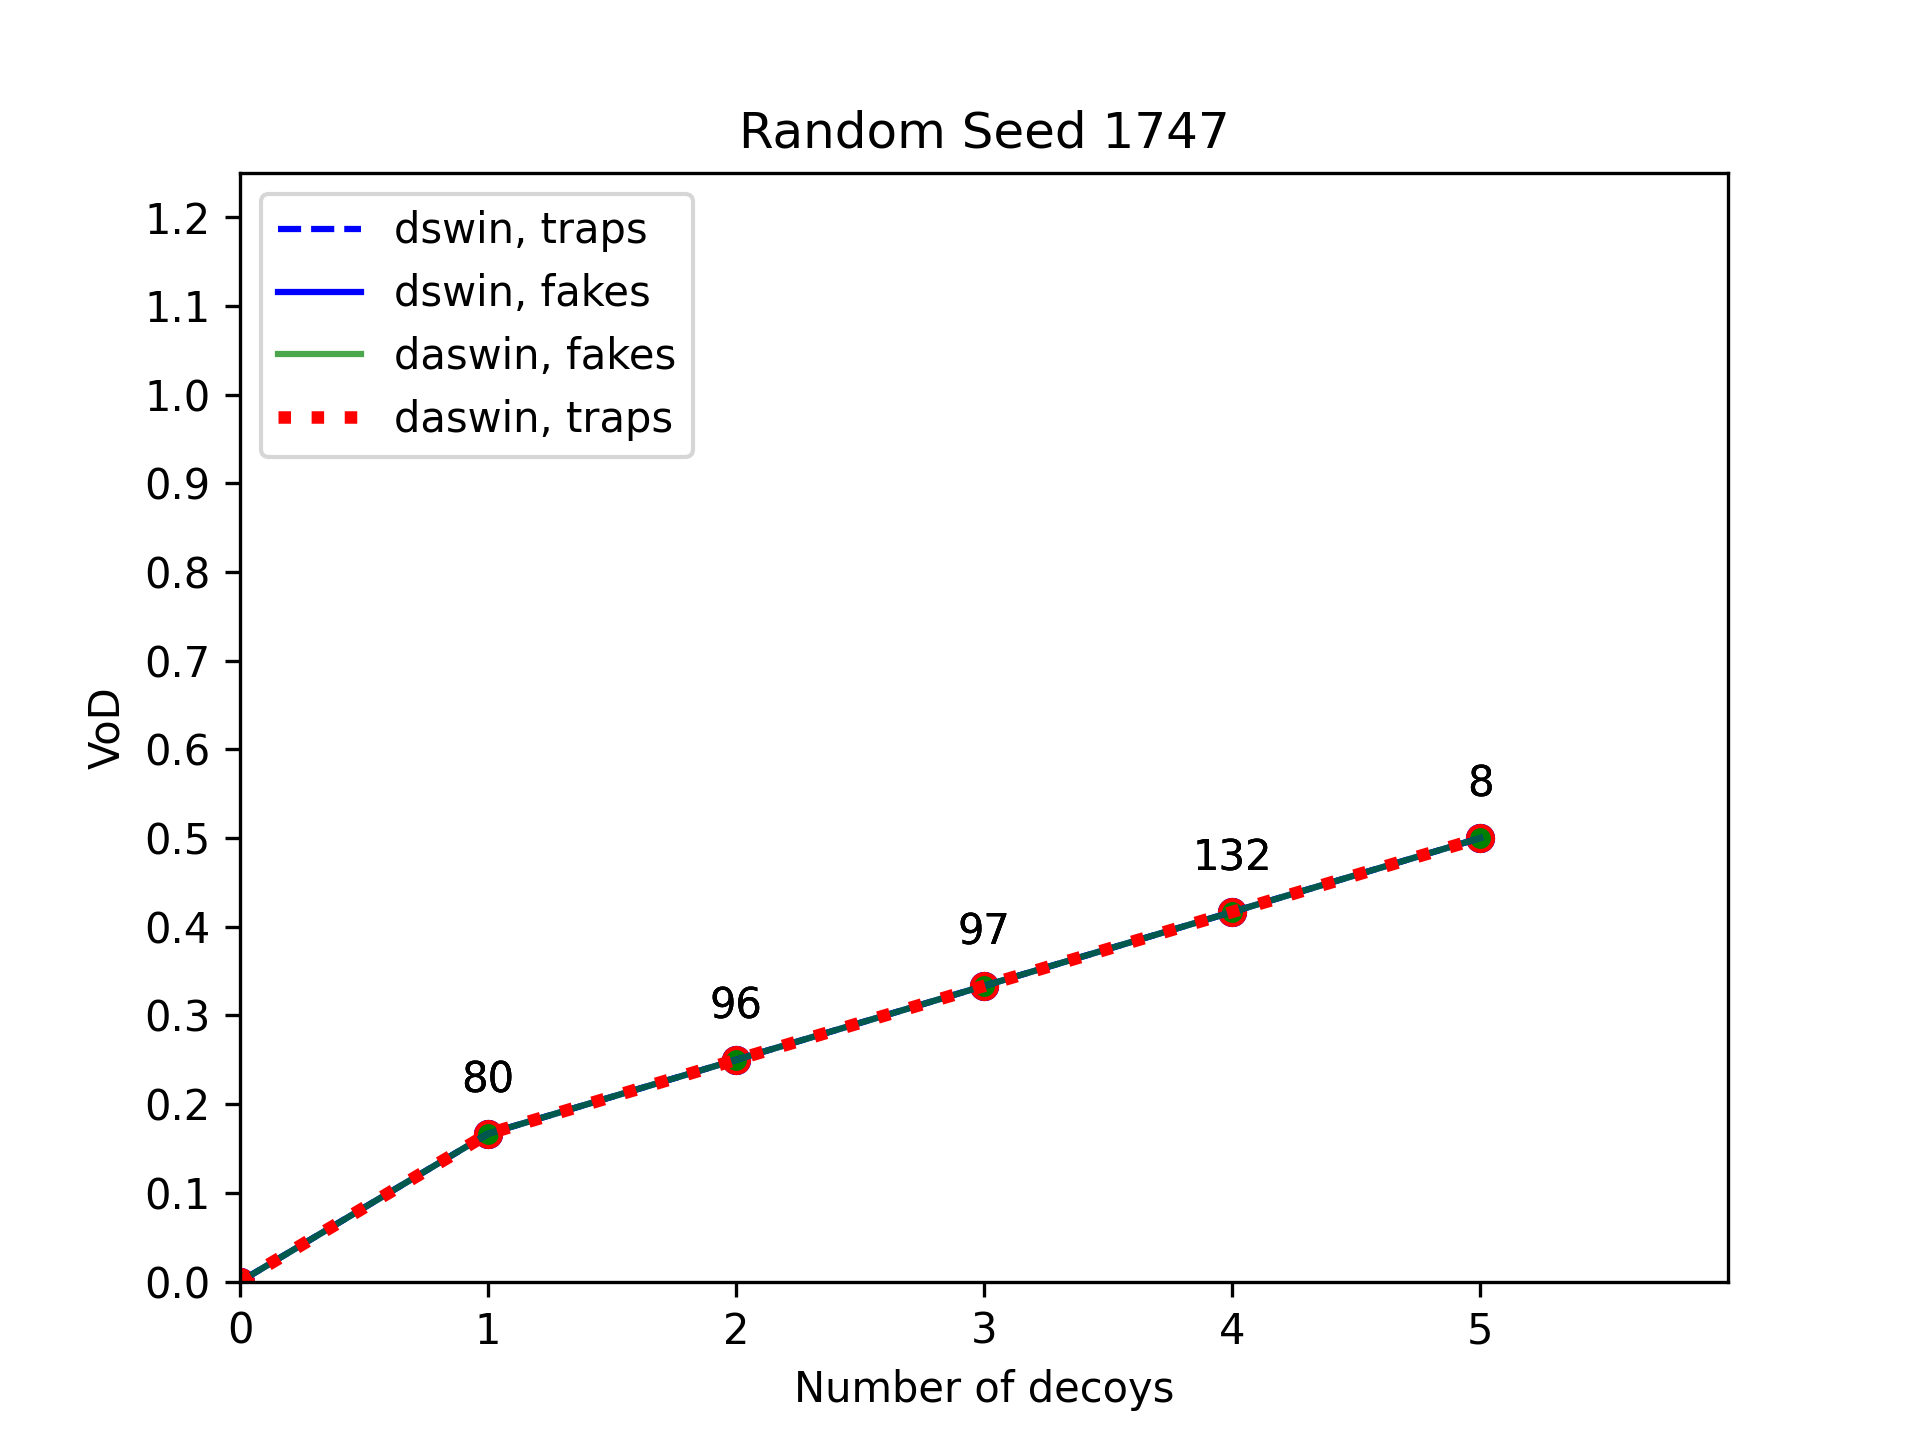 Random Seed 1747
dswin, traps
dswin, fakes
daswin, fakes
daswin, traps
1.2
1.1
1.0
0.9
0.8
0.7
0.6
0.5
0.4
0.3
0.2
0.1
0.0
VoD
80
96
97
132
8
0 1 2 3 4 5
Number of decoys